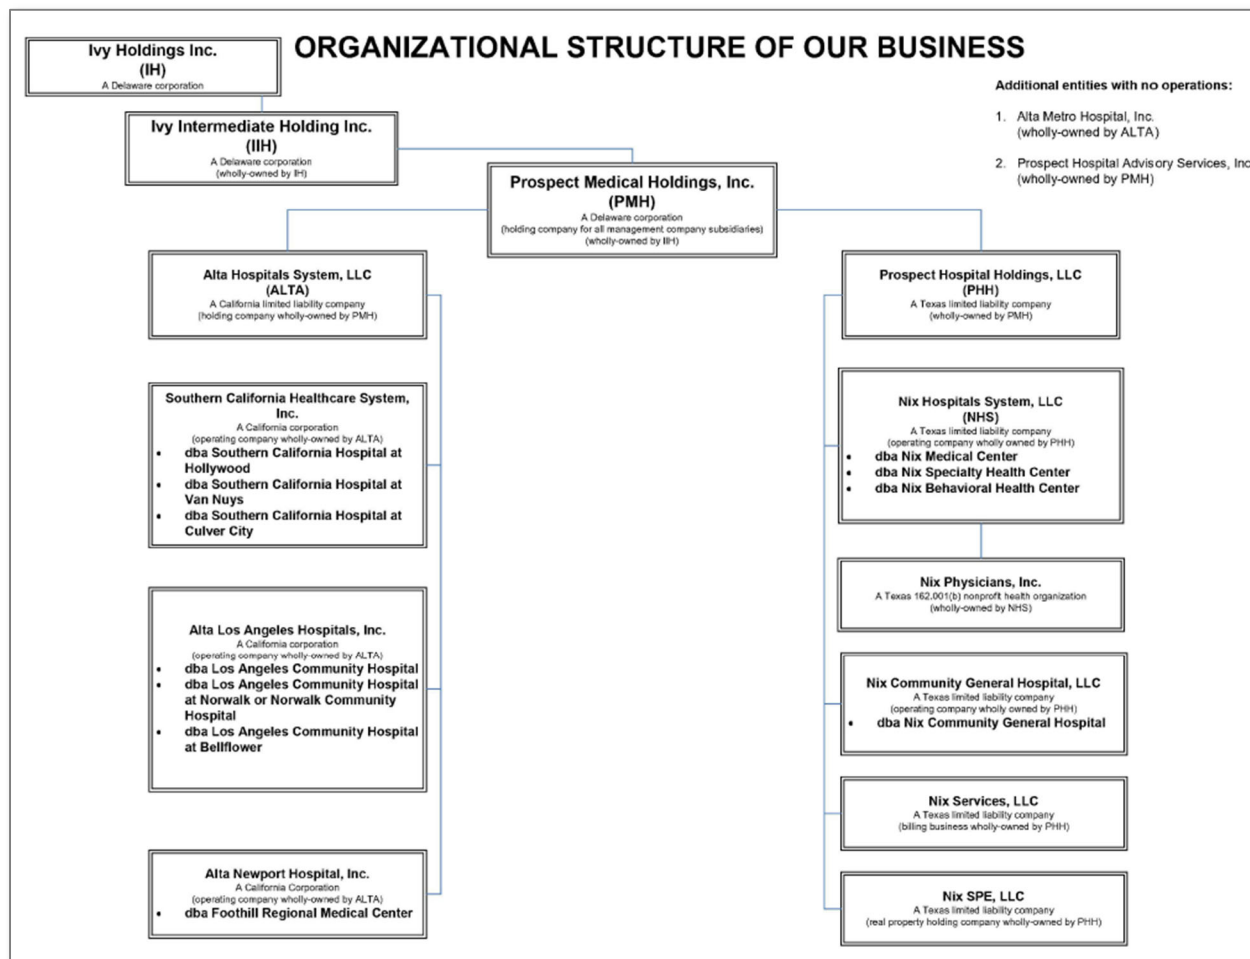 ORGANIZATIONAL STRUCTURE OF OUR BUSINESS
Ivy Holdings Inc.
(IH)
A Delaware corporation
Additional entities with no operations:
1. Alta Metro Hospital, Inc.
(wholly-owned by ALTA)
2. Prospect Hospital Advisory Services, Inc
(wholly-owned by PMH)
Ivy Intermediate Holding Inc.
(IIH)
A Delaware corporation
(wholly-owned by IH)
Prospect Medical Holdings, Inc.
(PMH)
A Delaware corporation
(holding company for all management company subsidiaries)
(wholly-owned by IIH)
Alta Hospitals System, LLC
(ALTA)
A California limited liability company
(holding company wholly-owned by PMH)
Southern California Healthcare System,
Inc.
A California corporation
(operating company wholly-owned by ALTA)
• dba Southern California Hospital at
Hollywood
• dba Southern California Hospital at
Van Nuys
• dba Southern California Hospital at
Culver City
Alta Los Angeles Hospitals, Inc.
A California corporation
(operating company wholly-owned by ALTA)
• dba Los Angeles Community Hospital
• dba Los Angeles Community Hospital
at Norwalk or Norwalk Community
Hospital
• dba Los Angeles Community Hospital
at Bellflower
Alta Newport Hospital, Inc.
A California Corporation
(operating company wholly-owned by ALTA)
• dba Foothill Regional Medical Center
Prospect Hospital Holdings, LLC
(PHH)
A Texas limited liability company
(wholly-owned by PMH)
Nix Hospitals System, LLC
(NHS)
A Texas limited liability company
(operating company wholly owned by PHH)
• dba Nix Medical Center
• dba Nix Specialty Health Center
• dba Nix Behavioral Health Center
Nix Physicians, Inc.
A Texas 162.001(b) nonprofit health organization
(wholly-owned by NHS)
Nix Community General Hospital, LLC
A Texas limited liability company
(operating company wholly owned by PHH)
• dba Nix Community General Hospital
Nix Services, LLC
A Texas limited liability company
(billing business wholly-owned by PHH)
Nix SPE, LLC
A Texas limited liability company
(real property holding company wholly-owned by PHH)